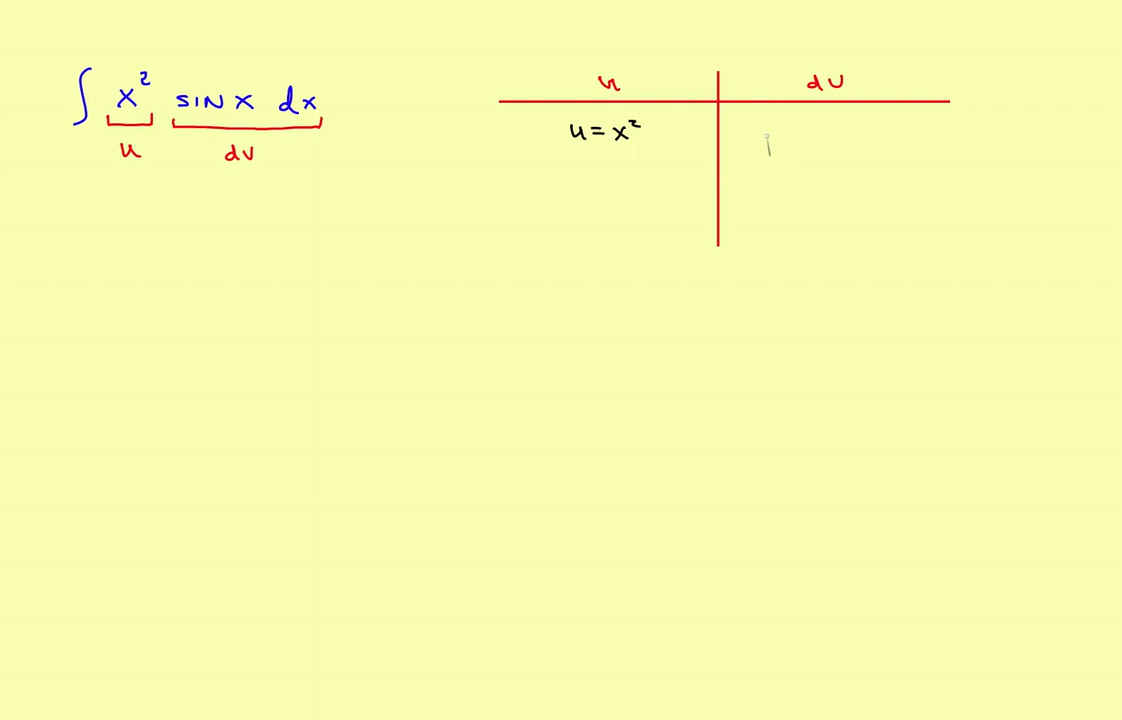 ∫ x² sin x dx
u dv
u dv
u = x²